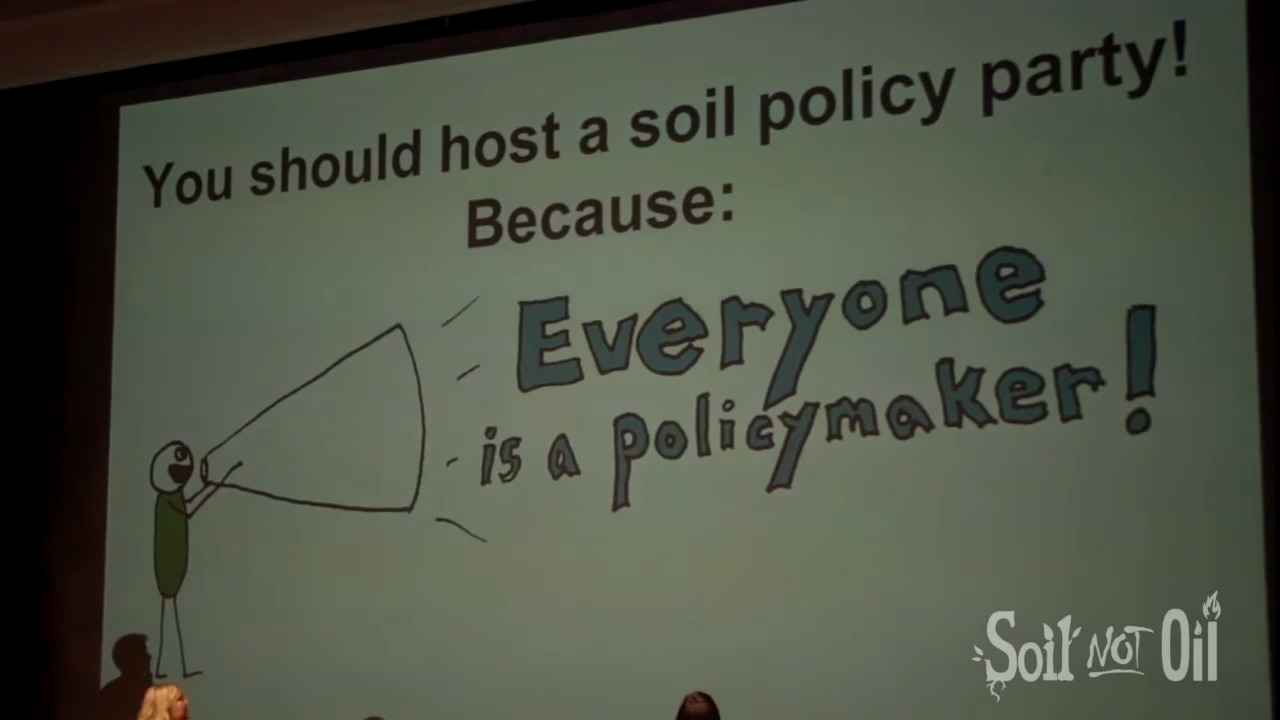 You should host a soil policy party!
Because:
Everyone
is a policymaker!
Soil NOT Oil